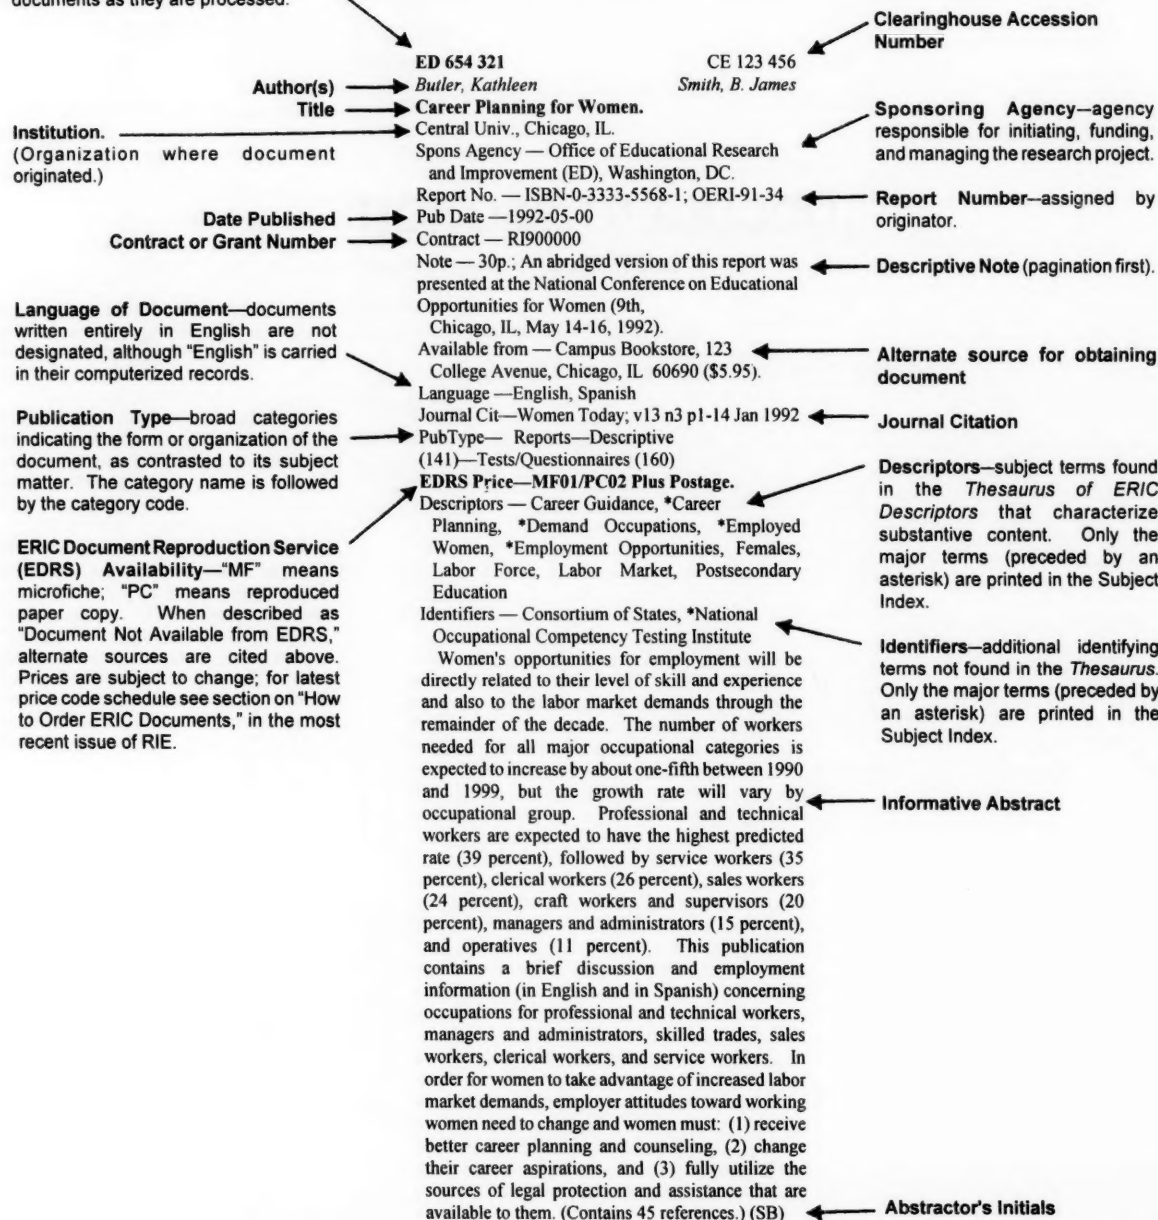 documents as they are processed.
Clearinghouse Accession
Number
ED 654 321 CE 123 456
Author(s) Butler, Kathleen Smith, B. James
Title Career Planning for Women.
Institution. Central Univ., Chicago, IL.
(Organization where document
originated.)
Spons Agency — Office of Educational Research
and Improvement (ED), Washington, DC.
Sponsoring Agency—agency
responsible for initiating, funding,
and managing the research project.
Report No. — ISBN-0-3333-5568-1; OERI-91-34
Report Number—assigned by
originator.
Date Published Pub Date —1992-05-00
Contract or Grant Number Contract — RI900000
Note — 30p.; An abridged version of this report was
presented at the National Conference on Educational
Opportunities for Women (9th,
Chicago, IL, May 14-16, 1992).
Descriptive Note (pagination first).
Available from — Campus Bookstore, 123
College Avenue, Chicago, IL 60690 ($5.95).
Alternate source for obtaining
document
Language of Document—documents
written entirely in English are not
designated, although "English" is carried
in their computerized records.
Language —English, Spanish
Journal Cit—Women Today; v13 n3 p1-14 Jan 1992
Journal Citation
Publication Type—broad categories
indicating the form or organization of the
document, as contrasted to its subject
matter. The category name is followed
by the category code.
PubType— Reports—Descriptive
(141)—Tests/Questionnaires (160)
EDRS Price—MF01/PC02 Plus Postage.
ERIC Document Reproduction Service
(EDRS) Availability—"MF" means
microfiche; "PC" means reproduced
paper copy. When described as
"Document Not Available from EDRS,"
alternate sources are cited above.
Prices are subject to change; for latest
price code schedule see section on "How
to Order ERIC Documents," in the most
recent issue of RIE.
Descriptors — Career Guidance, *Career
Planning, *Demand Occupations, *Employed
Women, *Employment Opportunities, Females,
Labor Force, Labor Market, Postsecondary
Education
Descriptors—subject terms found
in the Thesaurus of ERIC
Descriptors that characterize
substantive content. Only the
major terms (preceded by an
asterisk) are printed in the Subject
Index.
Identifiers — Consortium of States, *National
Occupational Competency Testing Institute
Identifiers—additional identifying
terms not found in the Thesaurus.
Only the major terms (preceded by
an asterisk) are printed in the
Subject Index.
Women's opportunities for employment will be
directly related to their level of skill and experience
and also to the labor market demands through the
remainder of the decade. The number of workers
needed for all major occupational categories is
expected to increase by about one-fifth between 1990
and 1999, but the growth rate will vary by
occupational group. Professional and technical
workers are expected to have the highest predicted
rate (39 percent), followed by service workers (35
percent), clerical workers (26 percent), sales workers
(24 percent), craft workers and supervisors (20
percent), managers and administrators (15 percent),
and operatives (11 percent). This publication
contains a brief discussion and employment
information (in English and in Spanish) concerning
occupations for professional and technical workers,
managers and administrators, skilled trades, sales
workers, clerical workers, and service workers. In
order for women to take advantage of increased labor
market demands, employer attitudes toward working
women need to change and women must: (1) receive
better career planning and counseling, (2) change
their career aspirations, and (3) fully utilize the
sources of legal protection and assistance that are
available to them. (Contains 45 references.) (SB)
Informative Abstract
Abstractor's Initials